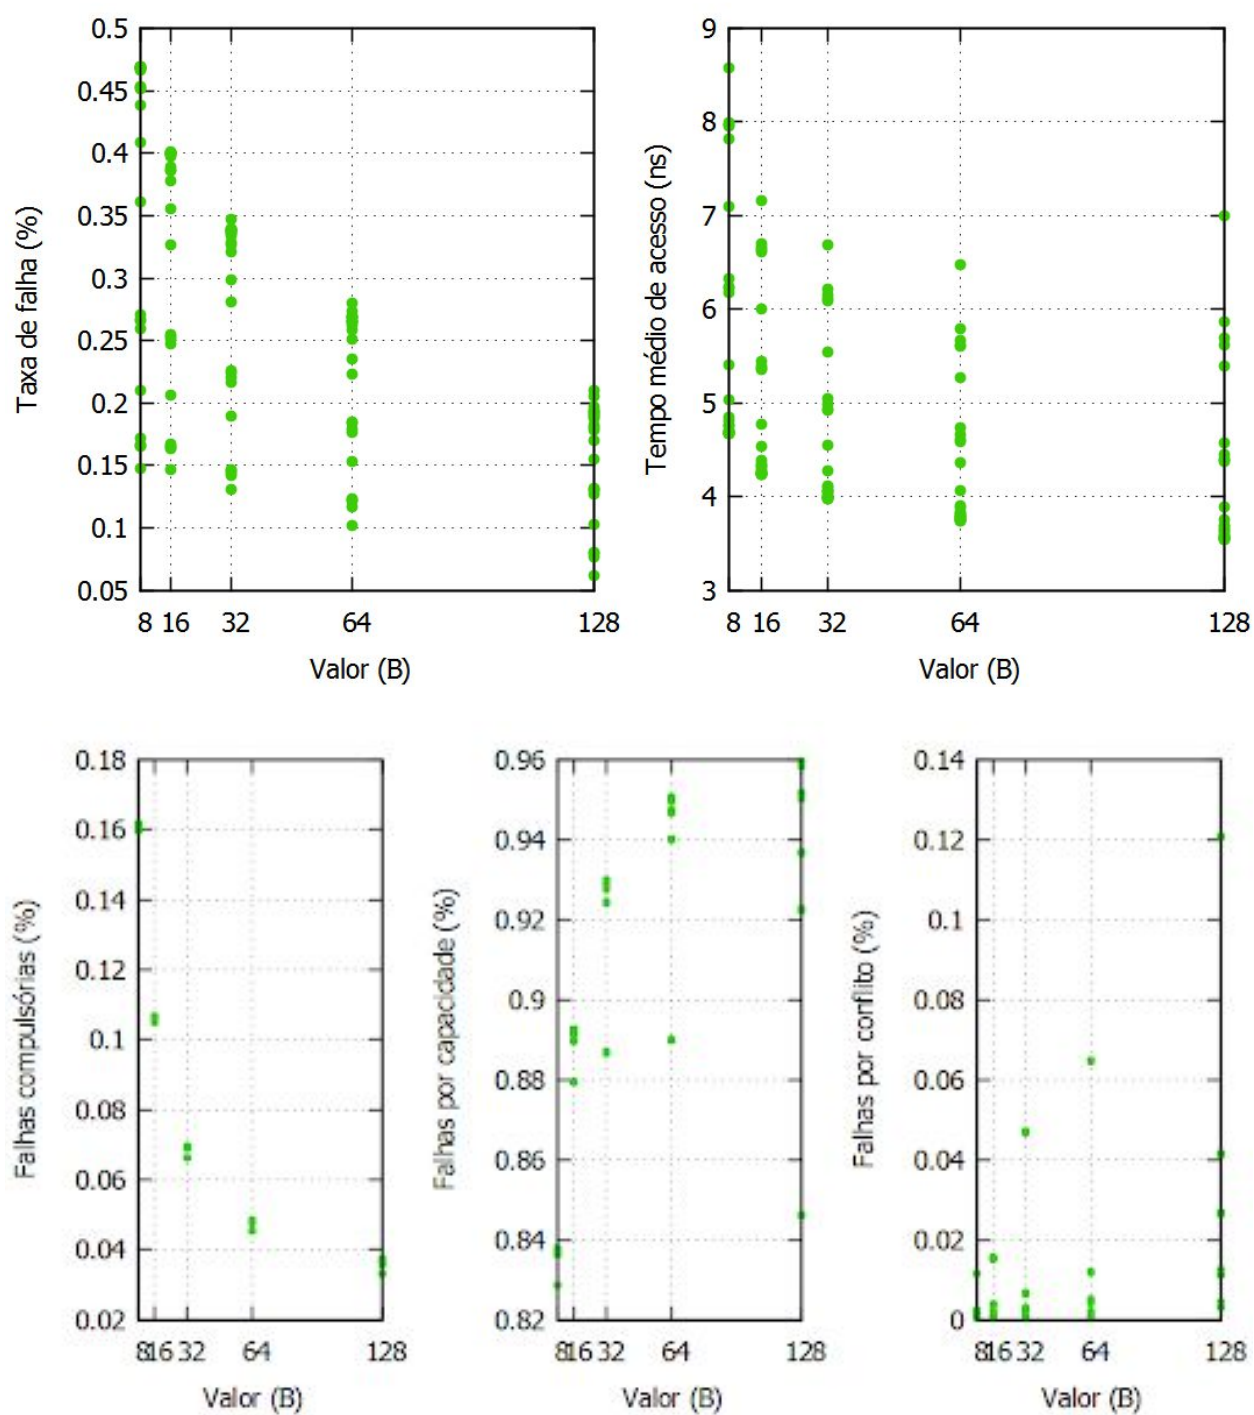 Taxa de falha (%)
0.5
0.45
0.4
0.35
0.3
0.25
0.2
0.15
0.1
0.05
8 16 32 64 128
Valor (B)
Tempo médio de acesso (ns)
9
8
7
6
5
4
3
8 16 32 64 128
Valor (B)
Falhas compulsórias (%)
0.18
0.16
0.14
0.12
0.1
0.08
0.06
0.04
0.02
8 16 32 64 128
Valor (B)
Falhas por capacidade (%)
0.96
0.94
0.92
0.9
0.88
0.86
0.84
0.82
8 16 32 64 128
Valor (B)
Falhas por conflito (%)
0.14
0.12
0.1
0.08
0.06
0.04
0.02
0
8 16 32 64 128
Valor (B)